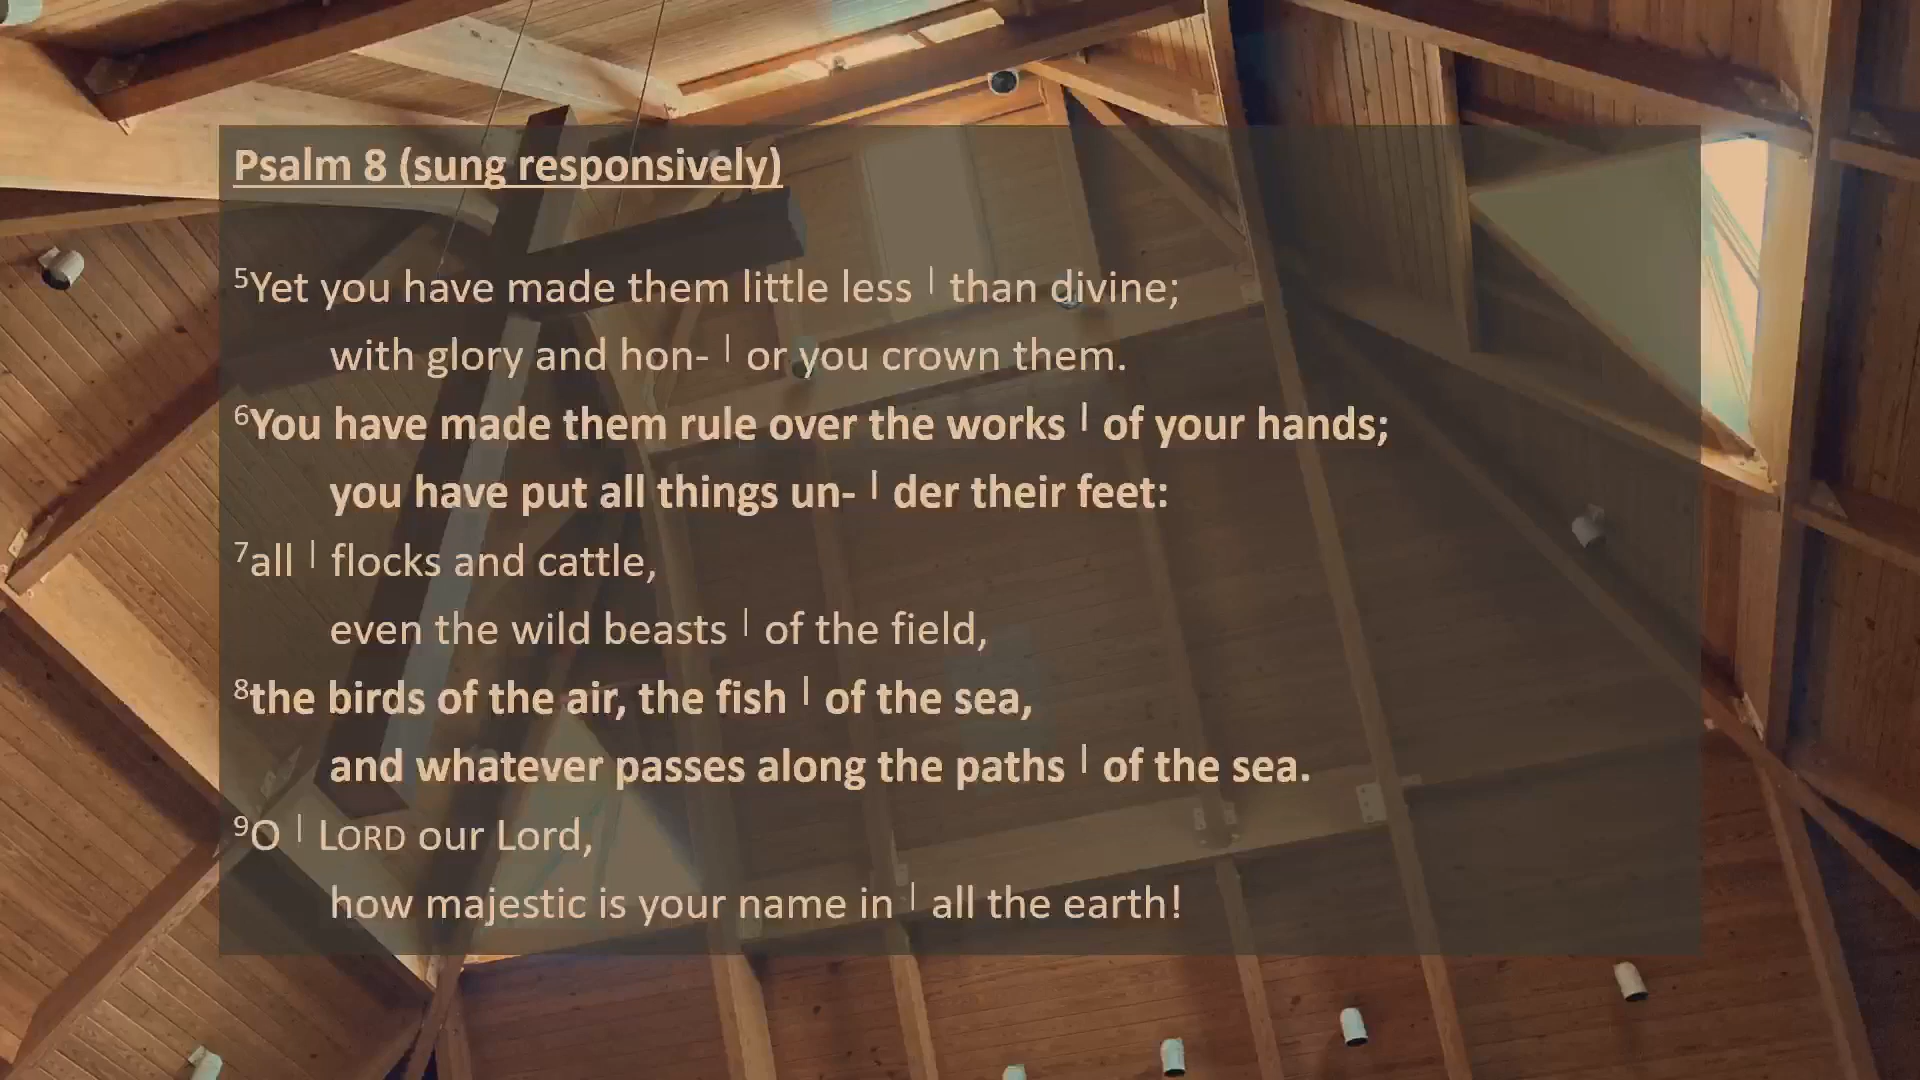 Psalm 8 (sung responsively)
⁵Yet you have made them little less | than divine;
with glory and hon- | or you crown them.
⁶You have made them rule over the works | of your hands;
you have put all things un- | der their feet:
⁷all | flocks and cattle,
even the wild beasts | of the field,
⁸the birds of the air, the fish | of the sea,
and whatever passes along the paths | of the sea.
⁹O | LORD our Lord,
how majestic is your name in | all the earth!